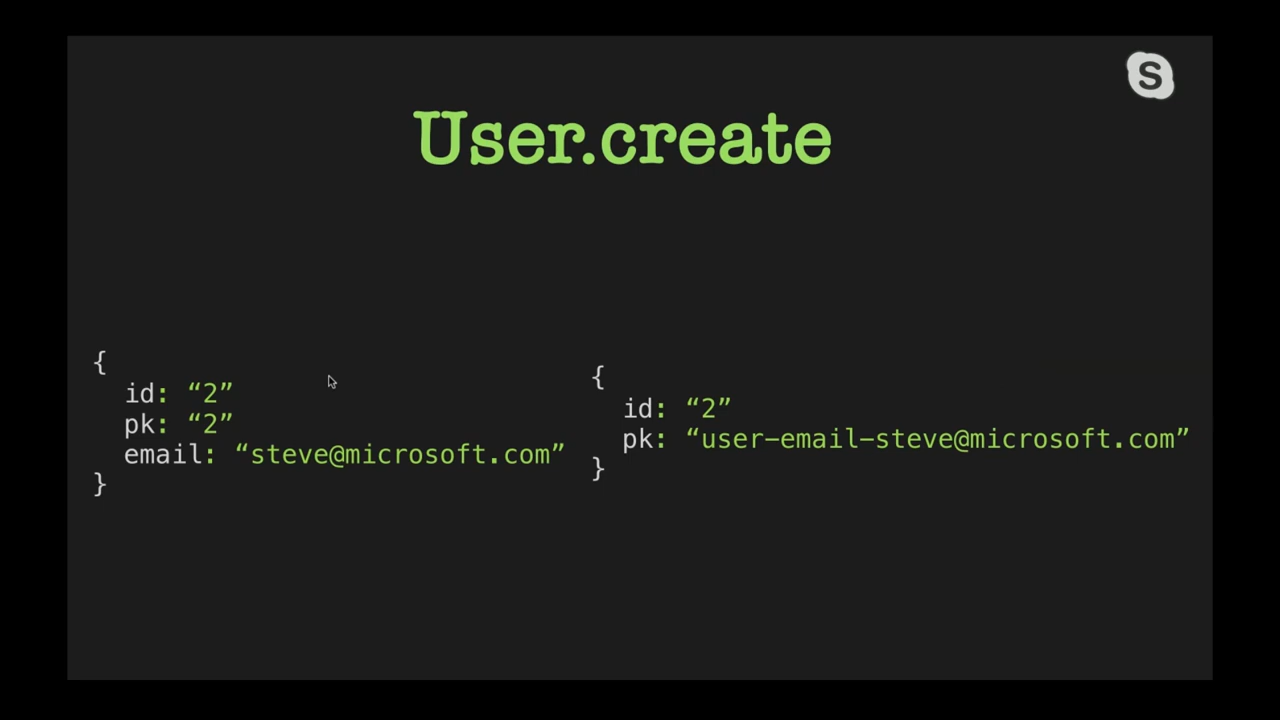 S
User.create
{
id: “2”
pk: “2”
email: “steve@microsoft.com”
}
{
id: “2”
pk: “user-email-steve@microsoft.com”
}